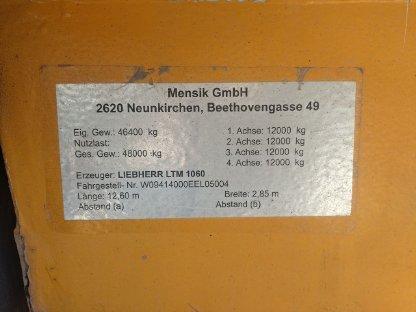 Mensik GmbH
2620 Neunkirchen, Beethovengasse 49
Eig. Gew.: 46400 kg 1. Achse: 12000 kg
Nutzlast: 2. Achse: 12000 kg
Ges. Gew.: 48000 kg 3. Achse: 12000 kg
4. Achse: 12000 kg
Erzeuger: LIEBHERR LTM 1060
Fahrgestell- Nr. W09414000EEL05004
Länge: 12,60 m Breite: 2,85 m
Abstand (a) Abstand (b)